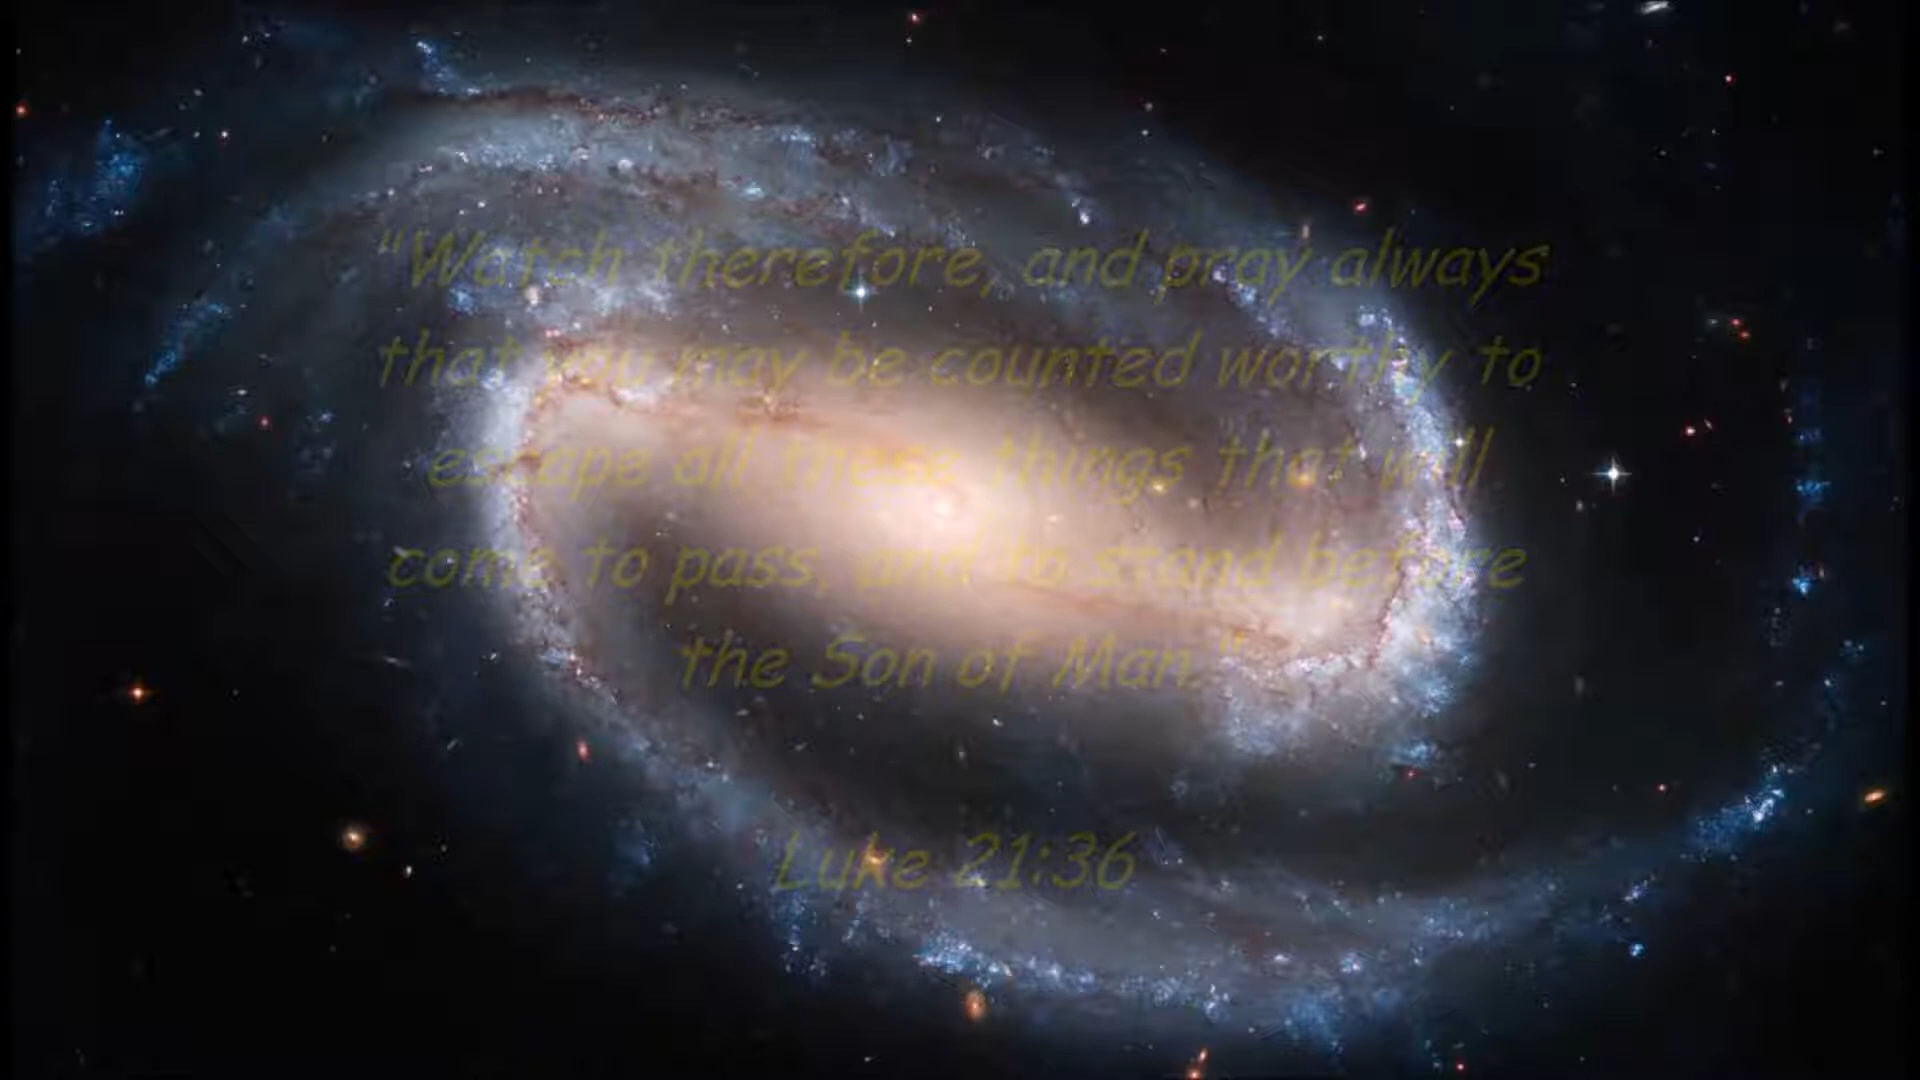 "Watch therefore, and pray always
that you may be counted worthy to
escape all these things that will
come to pass, and to stand before
the Son of Man."
Luke 21:36